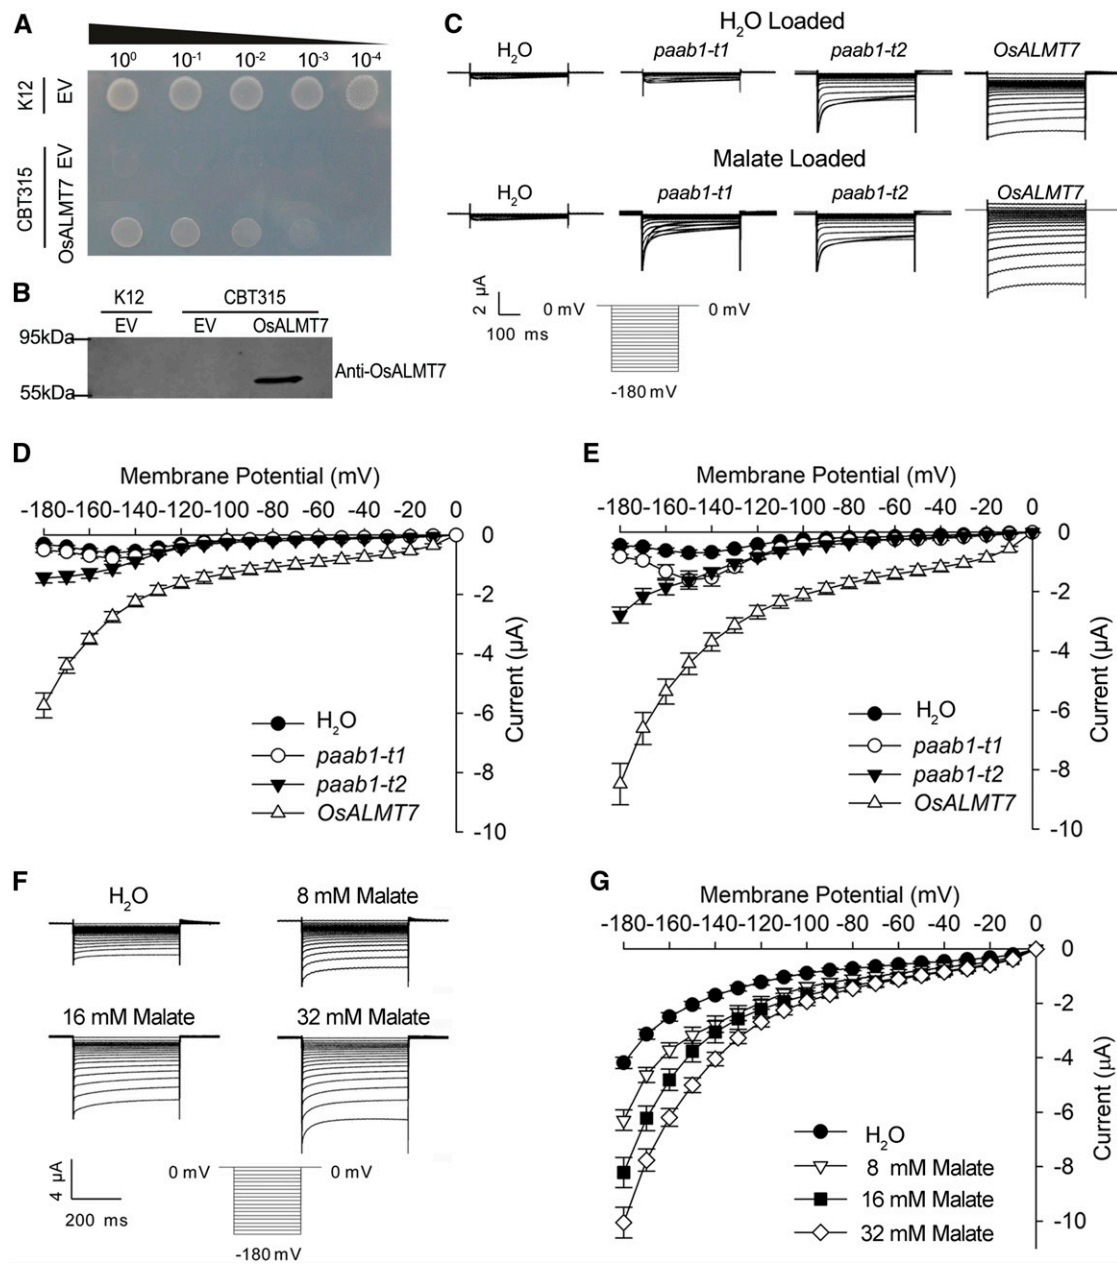 A
10⁰ 10⁻¹ 10⁻² 10⁻³ 10⁻⁴
K12
EV
CBT315
EV
OsALMT7
B
K12 CBT315
EV EV OsALMT7
95kDa
Anti-OsALMT7
55kDa
C
H₂O Loaded
H₂O paab1-t1 paab1-t2 OsALMT7
Malate Loaded
H₂O paab1-t1 paab1-t2 OsALMT7
2 µA
100 ms
0 mV 0 mV
-180 mV
D
Membrane Potential (mV)
-180 -160 -140 -120 -100 -80 -60 -40 -20 0
0
-2
-4
-6
-8
-10
Current (µA)
H₂O
paab1-t1
paab1-t2
OsALMT7
E
Membrane Potential (mV)
-180 -160 -140 -120 -100 -80 -60 -40 -20 0
0
-2
-4
-6
-8
-10
Current (µA)
H₂O
paab1-t1
paab1-t2
OsALMT7
F
H₂O 8 mM Malate
16 mM Malate 32 mM Malate
4 µA
200 ms
0 mV 0 mV
-180 mV
G
Membrane Potential (mV)
-180 -160 -140 -120 -100 -80 -60 -40 -20 0
0
-2
-4
-6
-8
-10
Current (µA)
H₂O
8 mM Malate
16 mM Malate
32 mM Malate